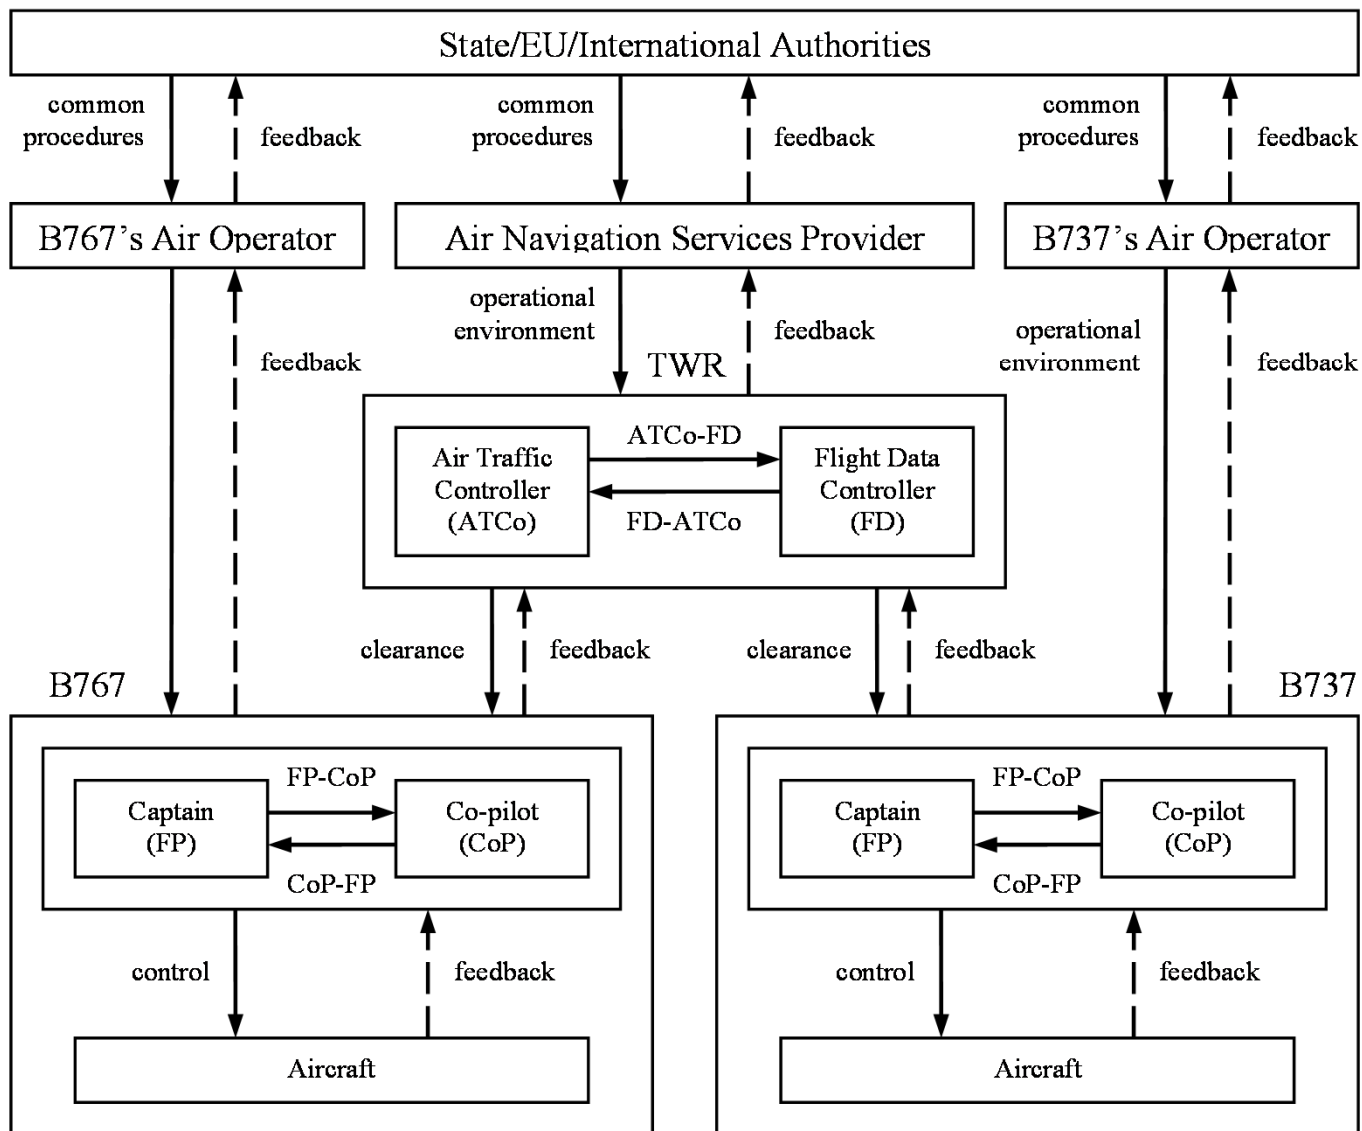 State/EU/International Authorities
common
procedures
feedback
common
procedures
feedback
common
procedures
feedback
B767's Air Operator
Air Navigation Services Provider
B737's Air Operator
feedback
operational
environment
feedback
operational
environment
feedback
TWR
Air Traffic
Controller
(ATCo)
ATCo-FD
FD-ATCo
Flight Data
Controller
(FD)
clearance
feedback
clearance
feedback
B767
B737
Captain
(FP)
FP-CoP
CoP-FP
Co-pilot
(CoP)
Captain
(FP)
FP-CoP
CoP-FP
Co-pilot
(CoP)
control
feedback
control
feedback
Aircraft
Aircraft